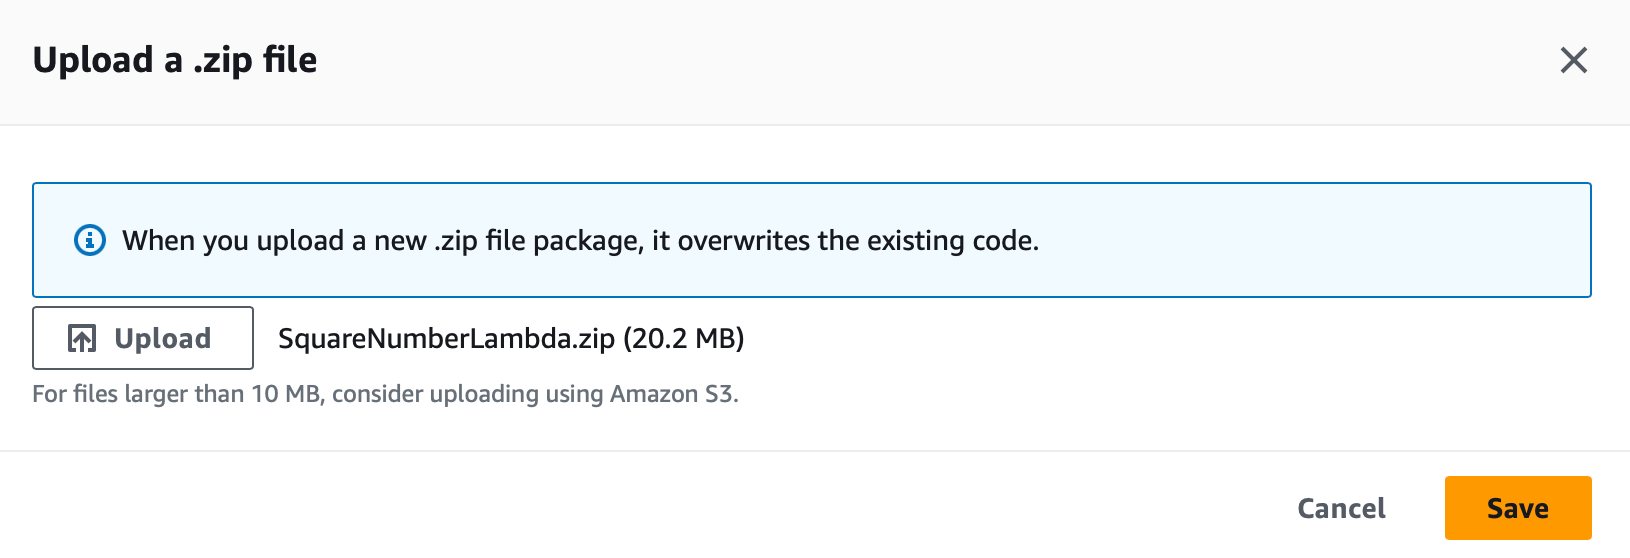 Upload a .zip file
When you upload a new .zip file package, it overwrites the existing code.
Upload SquareNumberLambda.zip (20.2 MB)
For files larger than 10 MB, consider uploading using Amazon S3.
Cancel Save